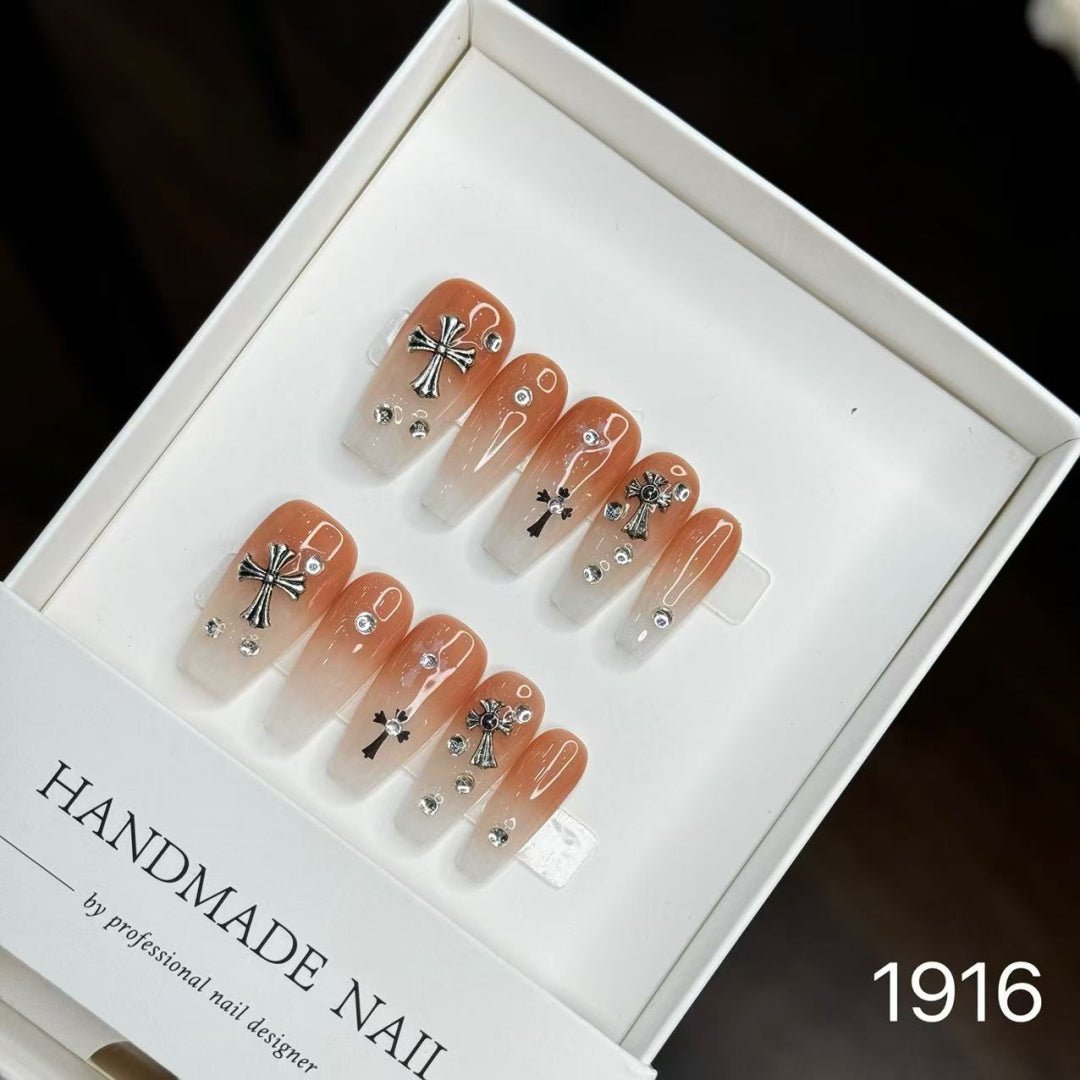 HANDMADE NAIL
by professional nail designer
1916